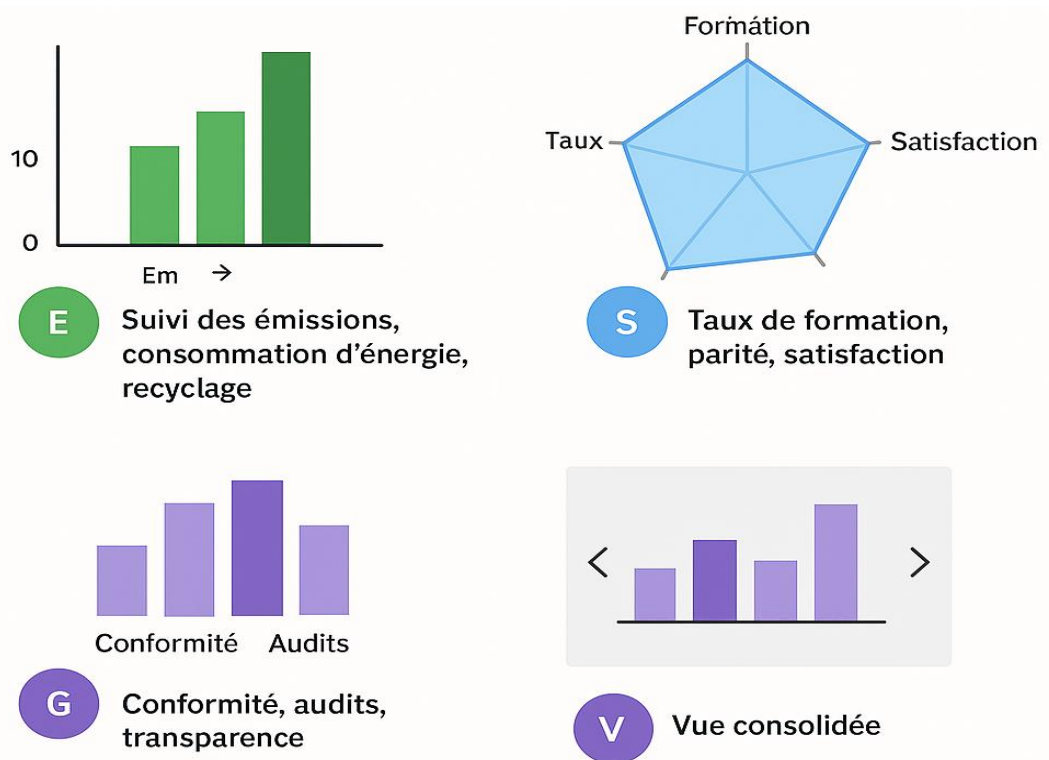 10
0
Em →
E
Suivi des émissions,
consommation d'énergie,
recyclage
Formation
Taux
Satisfaction
S
Taux de formation,
parité, satisfaction
Conformité Audits
G
Conformité, audits,
transparence
< >
V
Vue consolidée